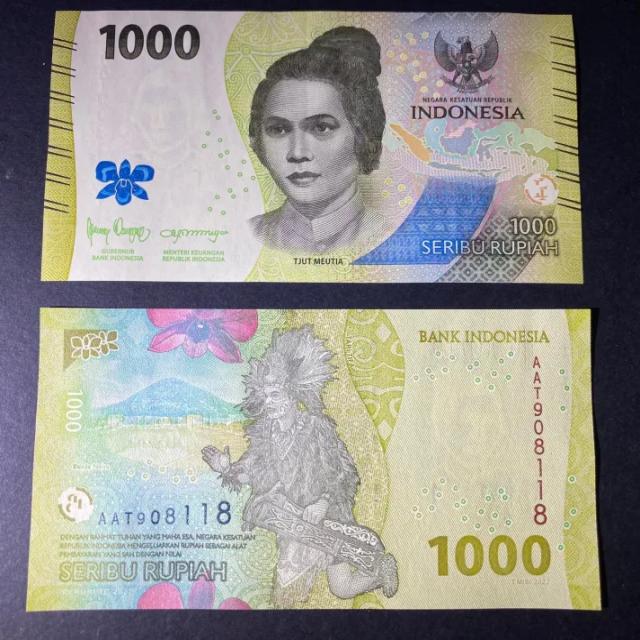 1000
NEGARA KESATUAN REPUBLIK
INDONESIA
1000
SERIBU RUPIAH
GUBERNUR
BANK INDONESIA
MENTERI KEUANGAN
REPUBLIK INDONESIA
TJUT MEUTIA
BANK INDONESIA
AAT908118
1000
AAT908118
DENGAN RAHMAT TUHAN YANG MAHA ESA, NEGARA KESATUAN
REPUBLIK INDONESIA MENGELUARKAN RUPIAH SEBAGAI ALAT
PEMBAYARAN YANG SAH DENGAN NILAI
SERIBU RUPIAH
1000